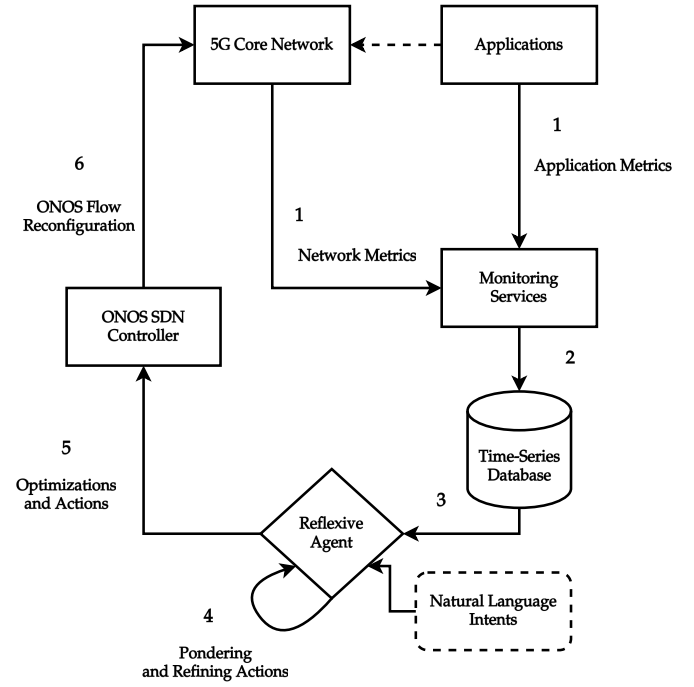 5G Core Network
Applications
1
Application Metrics
6
ONOS Flow
Reconfiguration
1
Network Metrics
Monitoring
Services
ONOS SDN
Controller
2
Time-Series
Database
5
Optimizations
and Actions
3
Reflexive
Agent
Natural Language
Intents
4
Pondering
and Refining Actions